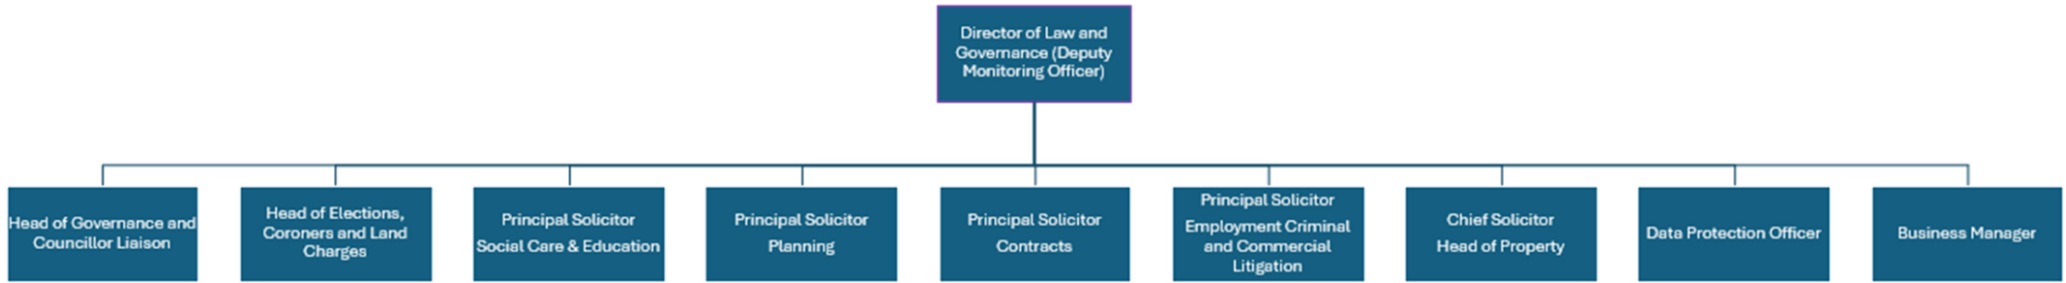 Director of Law and
Governance (Deputy
Monitoring Officer)
Head of Governance and
Councillor Liaison
Head of Elections,
Coroners and Land
Charges
Principal Solicitor
Social Care & Education
Principal Solicitor
Planning
Principal Solicitor
Contracts
Principal Solicitor
Employment Criminal
and Commercial
Litigation
Chief Solicitor
Head of Property
Data Protection Officer
Business Manager